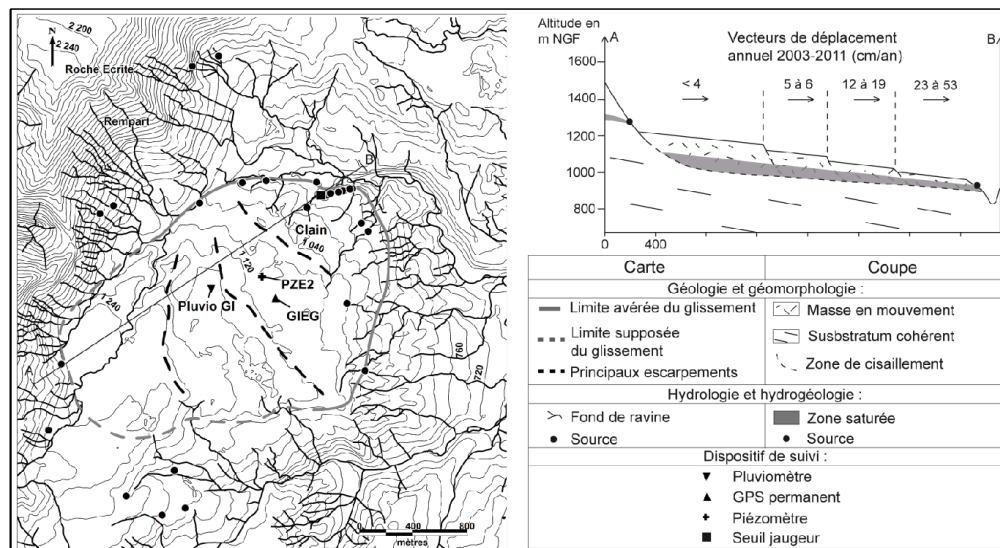 2 200
2 240
N
Roche Ecrite
Rempart
B
Clain
1 040
1 120
PZE2
Pluvio GI
GIEG
1 240
A
760
720
0 400 800
mètres
Altitude en
m NGF
A
Vecteurs de déplacement
annuel 2003-2011 (cm/an)
B
1600
1400
1200
1000
800
< 4
5 à 6
12 à 19
23 à 53
0 400
Carte
Coupe
Géologie et géomorphologie :
Limite avérée du glissement
Masse en mouvement
Limite supposée
du glissement
Susbstratum cohérent
Principaux escarpements
Zone de cisaillement
Hydrologie et hydrogéologie :
Fond de ravine
Zone saturée
Source
Source
Dispositif de suivi :
Pluviomètre
GPS permanent
Piézomètre
Seuil jaugeur